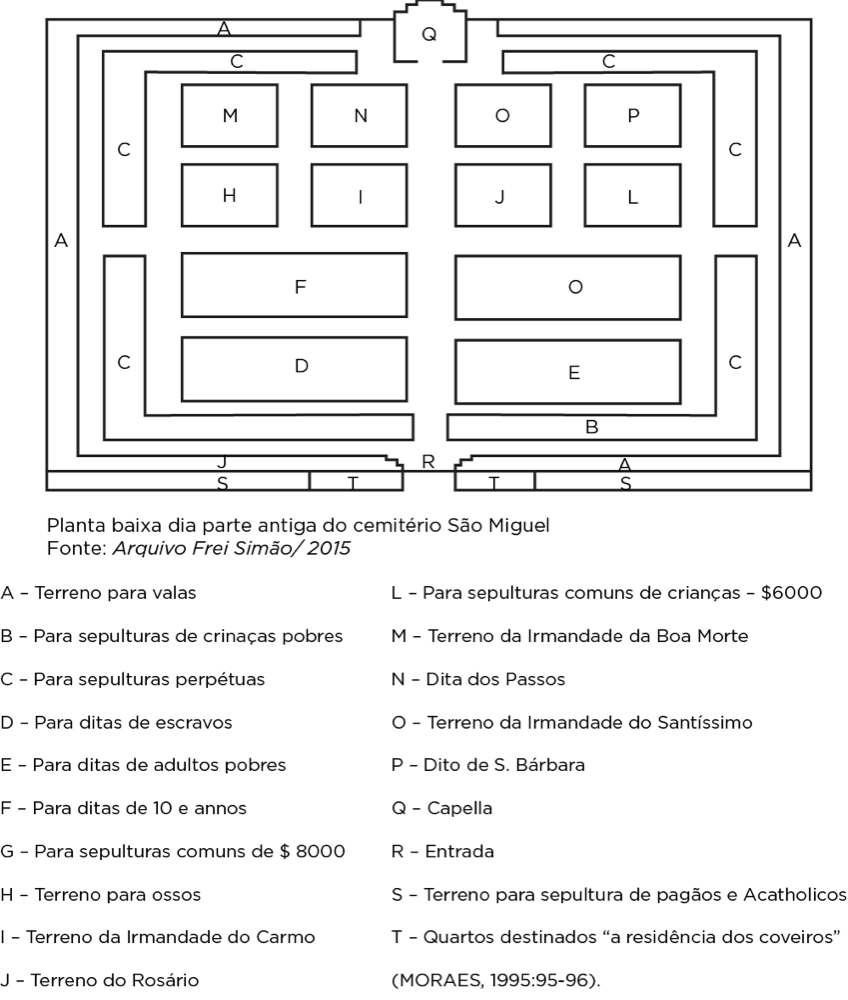 A
Q
C
C
M
N
O
P
C
C
H
I
J
L
A
A
F
O
C
D
E
C
B
J
R
A
S
T
T
S
Planta baixa dia parte antiga do cemitério São Miguel
Fonte: Arquivo Frei Simão/ 2015
A – Terreno para valas
B – Para sepulturas de crinaças pobres
C – Para sepulturas perpétuas
D – Para ditas de escravos
E – Para ditas de adultos pobres
F – Para ditas de 10 e annos
G – Para sepulturas comuns de $ 8000
H – Terreno para ossos
I – Terreno da Irmandade do Carmo
J – Terreno do Rosário
L – Para sepulturas comuns de crianças – $6000
M – Terreno da Irmandade da Boa Morte
N – Dita dos Passos
O – Terreno da Irmandade do Santíssimo
P – Dito de S. Bárbara
Q – Capella
R – Entrada
S – Terreno para sepultura de pagãos e Acatholicos
T – Quartos destinados “a residência dos coveiros”
(MORAES, 1995:95-96).